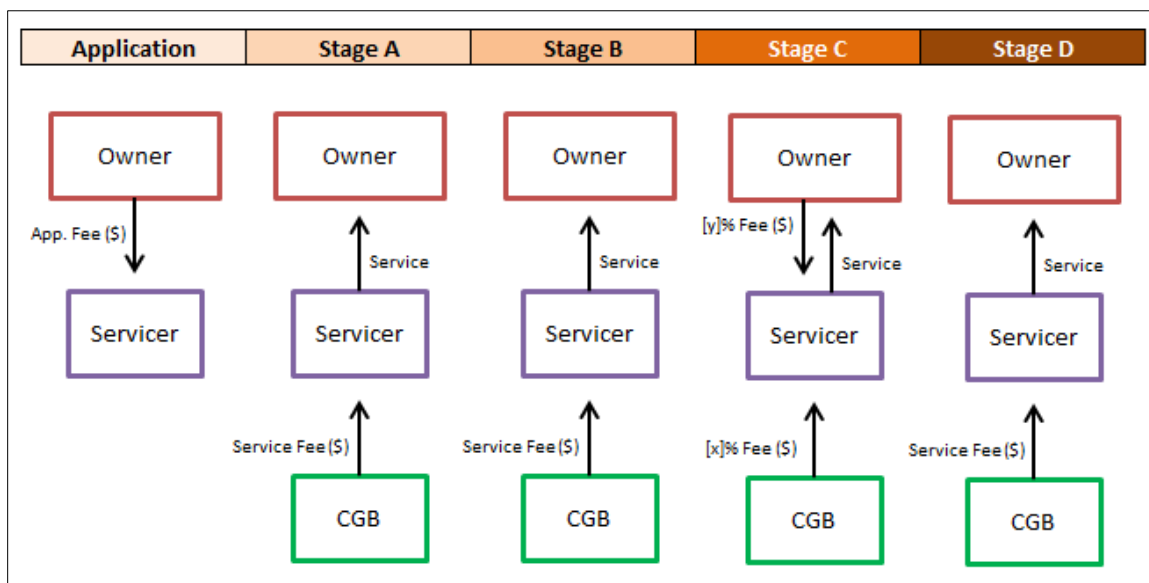 Application Stage A Stage B Stage C Stage D
Owner Owner Owner Owner Owner
App. Fee ($) [y]% Fee ($)
Service Service Service Service
Servicer Servicer Servicer Servicer Servicer
Service Fee ($) Service Fee ($) [x]% Fee ($) Service Fee ($)
CGB CGB CGB CGB